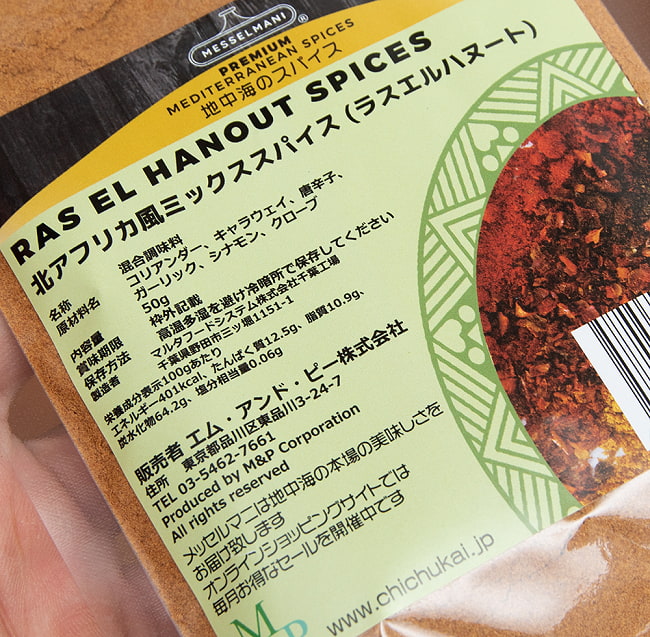 MESSELMANI
®
PREMIUM
MEDITERRANEAN SPICES
地中海のスパイス
RAS EL HANOUT SPICES
北アフリカ風ミックススパイス（ラスエルハヌート）
名称 混合調味料
原材料名 コリアンダー、キャラウェイ、唐辛子、
ガーリック、シナモン、クローブ
内容量 50g
賞味期限 枠外記載
保存方法 高温多湿を避け冷暗所で保存してください
製造者 マルタフードシステム株式会社千葉工場
千葉県野田市三ッ堀1151-1
栄養成分表示100gあたり
エネルギー401kcal、たんぱく質12.5g、脂質10.9g、
炭水化物64.2g、塩分相当量0.06g
販売者 エム・アンド・ピー株式会社
住所 東京都品川区東品川3-24-7
TEL 03-5462-7661
Produced by M&P Corporation
All rights reserved
メッセルマニは地中海の本場の美味しさを
お届け致します
オンラインショッピングサイトでは
毎月お得なセールを開催中です
MP www.chichukai.jp